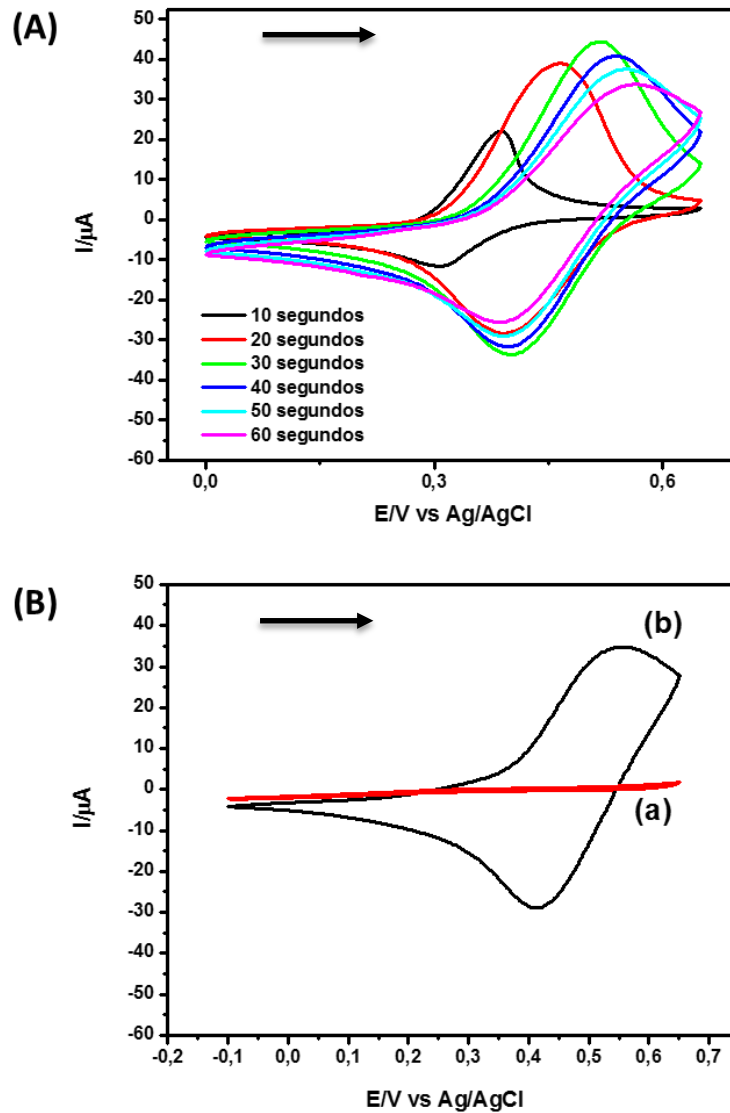 (A)
50
40
30
20
10
0
-10
-20
-30
-40
-50
-60
I/µA
10 segundos
20 segundos
30 segundos
40 segundos
50 segundos
60 segundos
0,0 0,3 0,6
E/V vs Ag/AgCl
(B)
50
40
30
20
10
0
-10
-20
-30
-40
-50
-60
I/µA
(b)
(a)
-0,2 -0,1 0,0 0,1 0,2 0,3 0,4 0,5 0,6 0,7
E/V vs Ag/AgCl